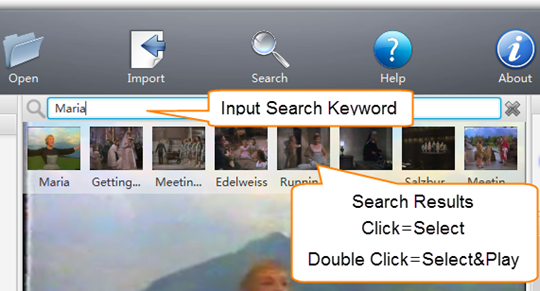 Open Import Search Help About
Maria
Input Search Keyword
Maria Getting... Meetin... Edelweiss Runnin Salzbur Meetin
Search Results
Click=Select
Double Click=Select&Play